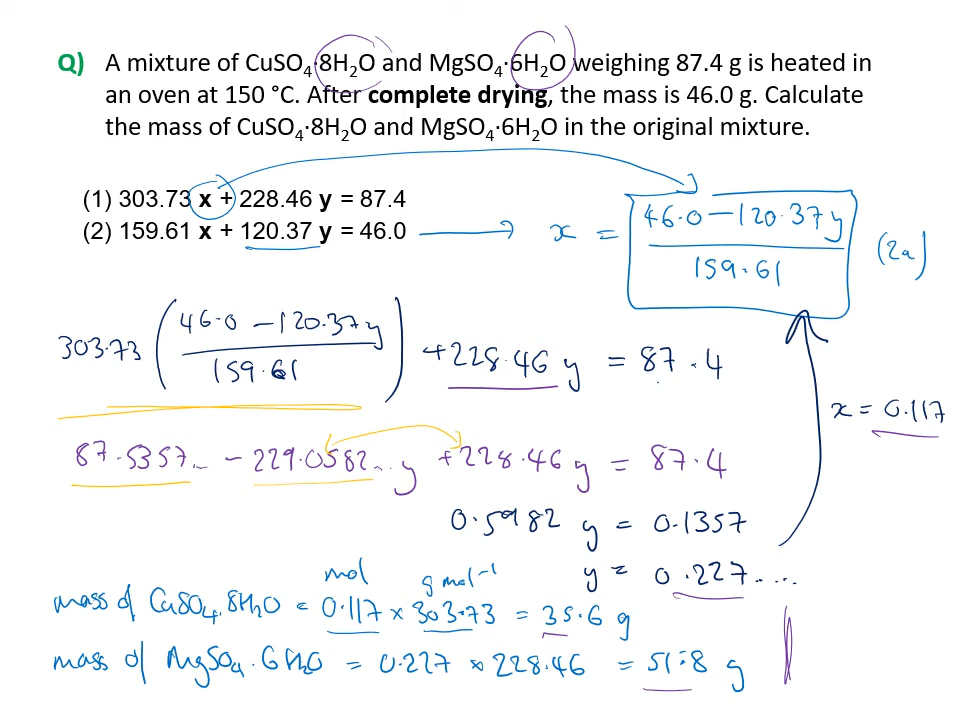 Q) A mixture of CuSO₄·8H₂O and MgSO₄·6H₂O weighing 87.4 g is heated in
an oven at 150 °C. After complete drying, the mass is 46.0 g. Calculate
the mass of CuSO₄·8H₂O and MgSO₄·6H₂O in the original mixture.
(1) 303.73 x + 228.46 y = 87.4
(2) 159.61 x + 120.37 y = 46.0
x = (46.0 – 120.37y) / 159.61 (2a)
303.73 ((46.0 – 120.37y) / 159.61) + 228.46 y = 87.4
x = 0.117
87.5357... – 229.0582... y + 228.46 y = 87.4
0.5982 y = 0.1357
y = 0.227....
mol g mol⁻¹
mass of CuSO₄.8H₂O = 0.117 × 303.73 = 35.6 g
mass of MgSO₄.6H₂O = 0.227 × 228.46 = 51.8 g